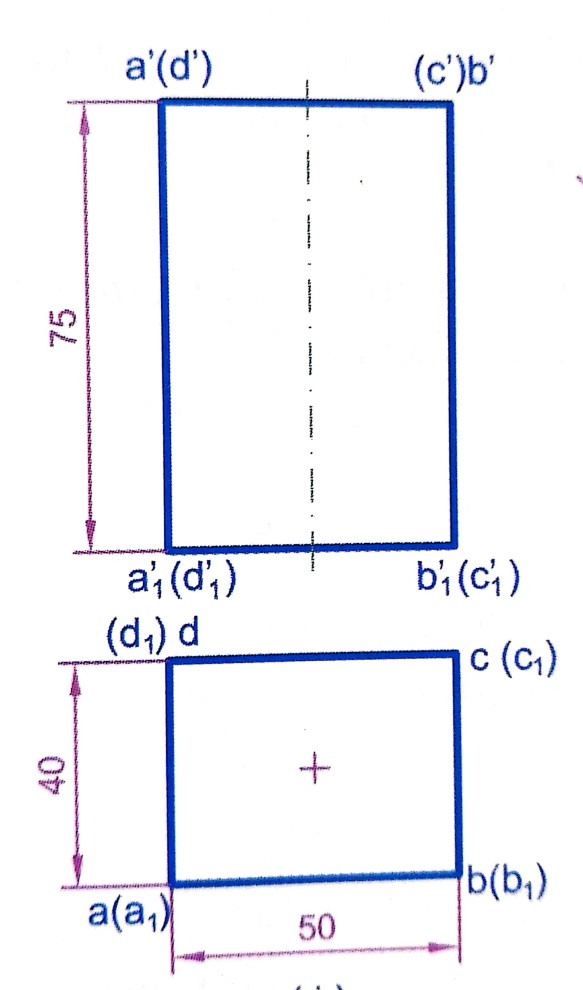 a'(d') (c')b'
75
a'₁(d'₁) b'₁(c'₁)
(d₁) d c (c₁)
40
a(a₁) b(b₁)
50